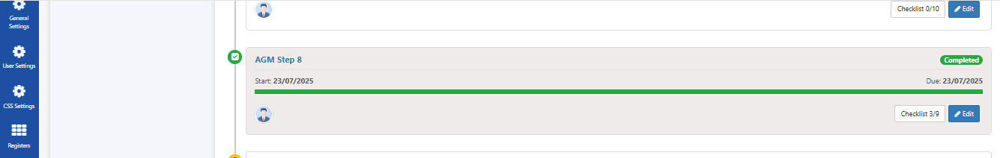 General
Settings
User Settings
CSS Settings
Registers
Checklist 0/10
Edit
AGM Step 8
Completed
Start: 23/07/2025
Due: 23/07/2025
Checklist 3/9
Edit